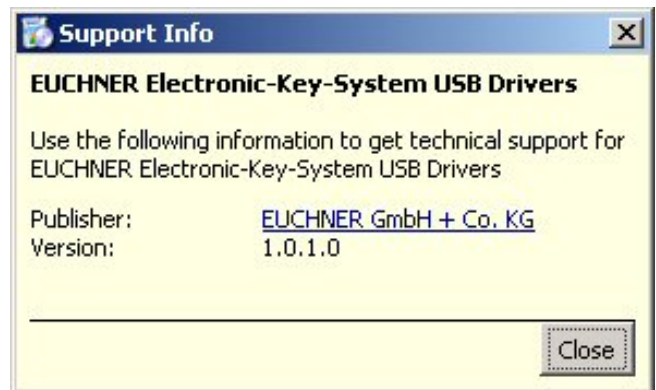 Support Info
EUCHNER Electronic-Key-System USB Drivers
Use the following information to get technical support for
EUCHNER Electronic-Key-System USB Drivers
Publisher: EUCHNER GmbH + Co. KG
Version: 1.0.1.0
Close